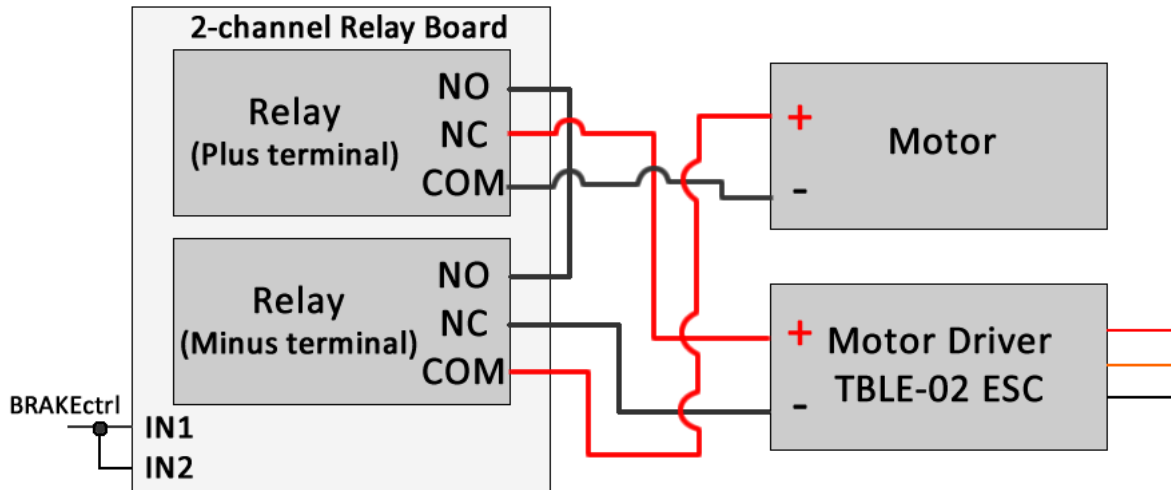 2-channel Relay Board
Relay
(Plus terminal)
NO
NC
COM
Relay
(Minus terminal)
NO
NC
COM
BRAKEctrl
IN1
IN2
+
Motor
-
+
Motor Driver
TBLE-02 ESC
-